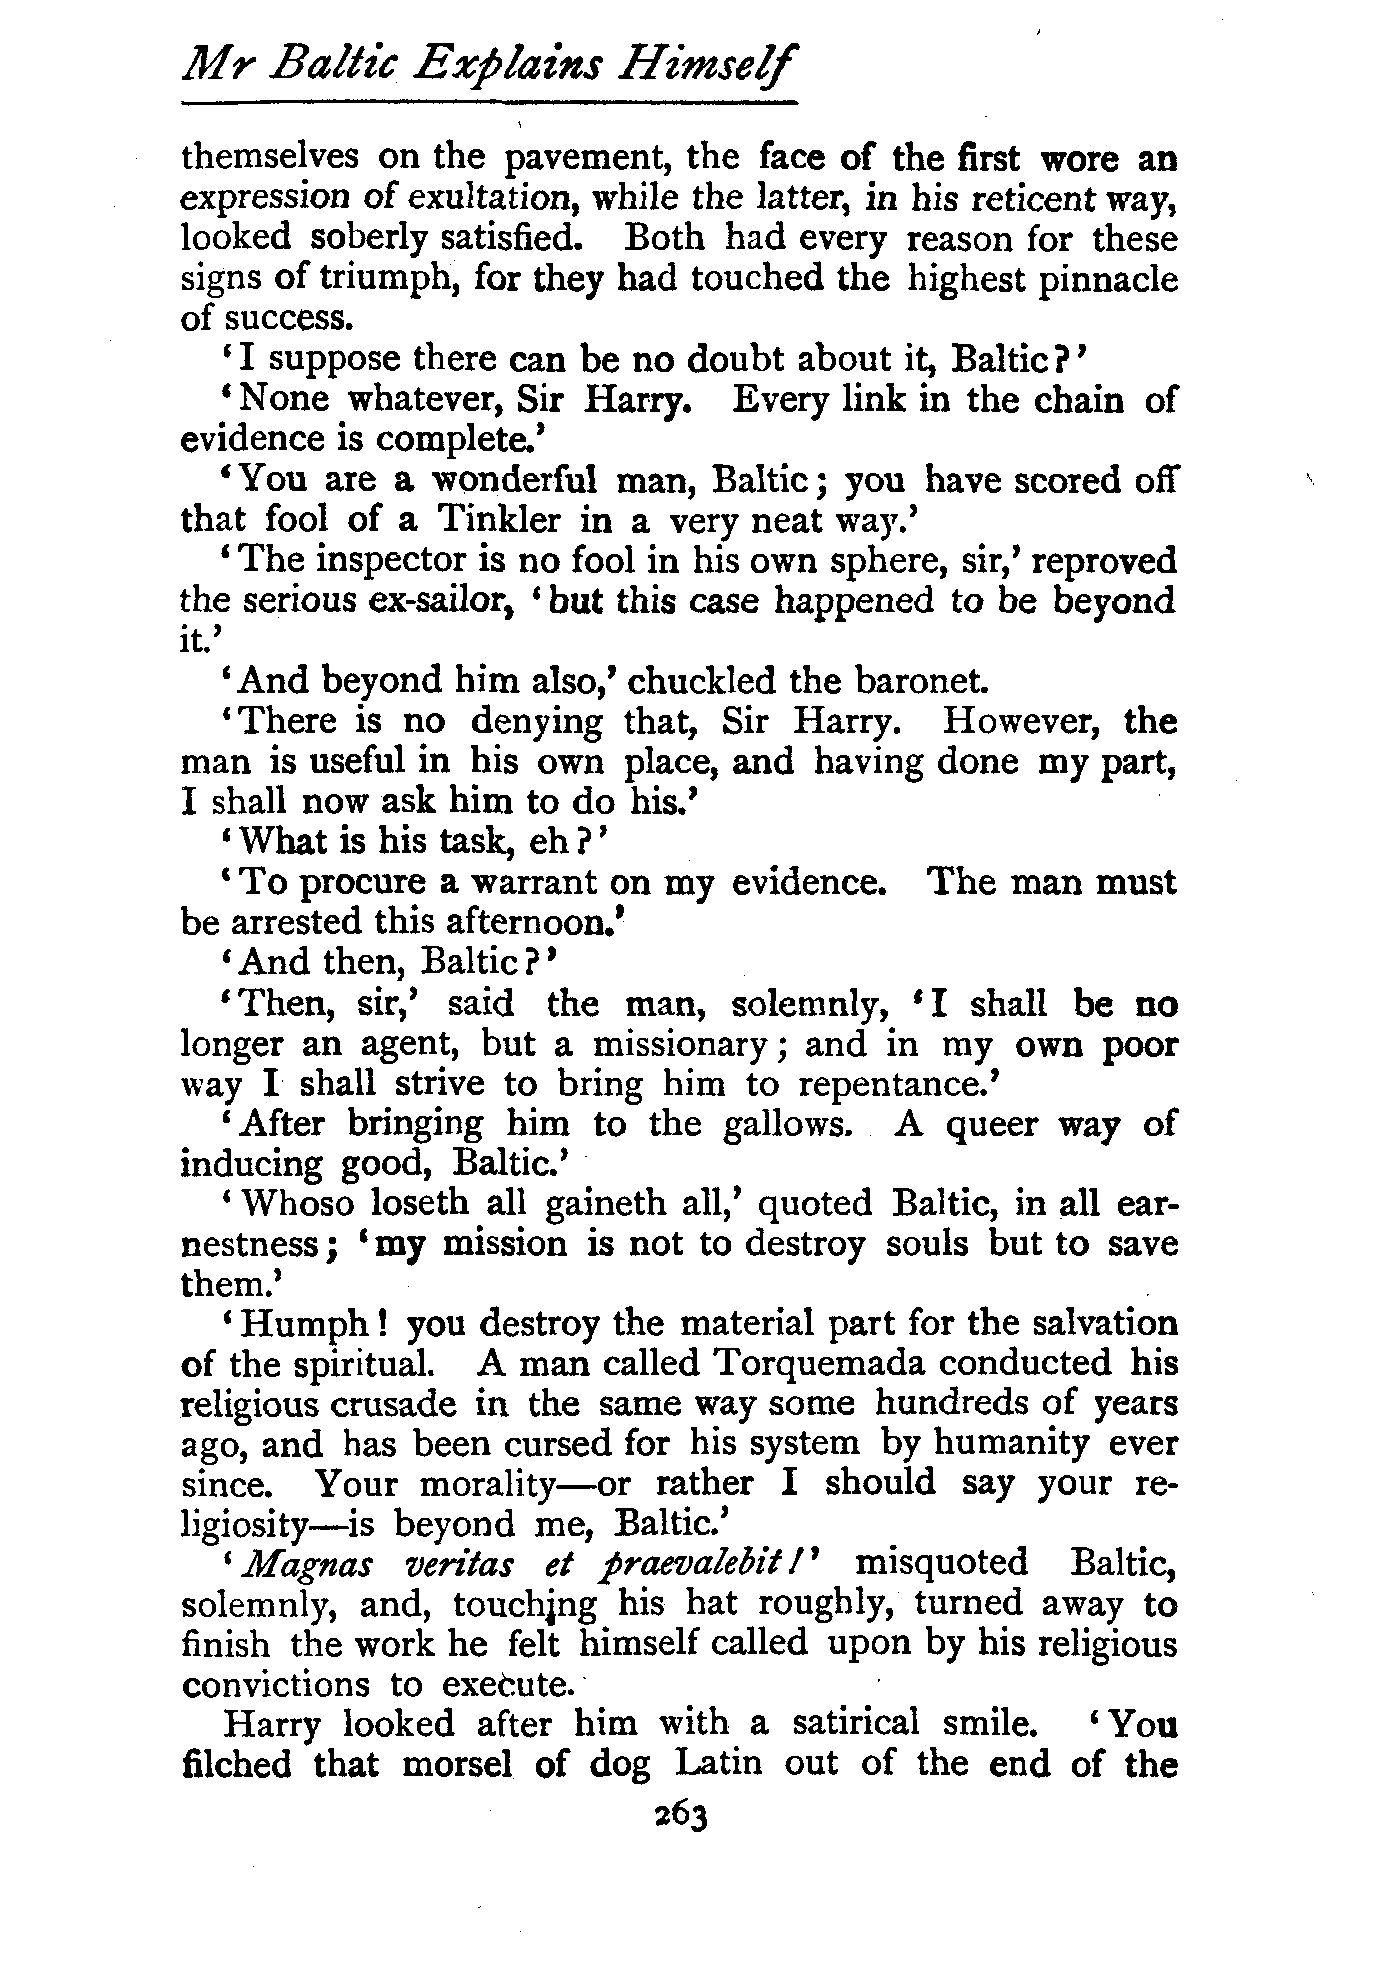 Mr Baltic Explains Himself
themselves on the pavement, the face of the first wore an
expression of exultation, while the latter, in his reticent way,
looked soberly satisfied. Both had every reason for these
signs of triumph, for they had touched the highest pinnacle
of success.
‘I suppose there can be no doubt about it, Baltic?’
‘None whatever, Sir Harry. Every link in the chain of
evidence is complete.’
‘You are a wonderful man, Baltic; you have scored off
that fool of a Tinkler in a very neat way.’
‘The inspector is no fool in his own sphere, sir,’ reproved
the serious ex-sailor, ‘but this case happened to be beyond
it.’
‘And beyond him also,’ chuckled the baronet.
‘There is no denying that, Sir Harry. However, the
man is useful in his own place, and having done my part,
I shall now ask him to do his.’
‘What is his task, eh?’
‘To procure a warrant on my evidence. The man must
be arrested this afternoon.’
‘And then, Baltic?’
‘Then, sir,’ said the man, solemnly, ‘I shall be no
longer an agent, but a missionary; and in my own poor
way I shall strive to bring him to repentance.’
‘After bringing him to the gallows. A queer way of
inducing good, Baltic.’
‘Whoso loseth all gaineth all,’ quoted Baltic, in all ear-
nestness; ‘my mission is not to destroy souls but to save
them.’
‘Humph! you destroy the material part for the salvation
of the spiritual. A man called Torquemada conducted his
religious crusade in the same way some hundreds of years
ago, and has been cursed for his system by humanity ever
since. Your morality—or rather I should say your re-
ligiosity—is beyond me, Baltic.’
‘Magnas veritas et praevalebit!’ misquoted Baltic,
solemnly, and, touching his hat roughly, turned away to
finish the work he felt himself called upon by his religious
convictions to execute.
Harry looked after him with a satirical smile. ‘You
filched that morsel of dog Latin out of the end of the
263